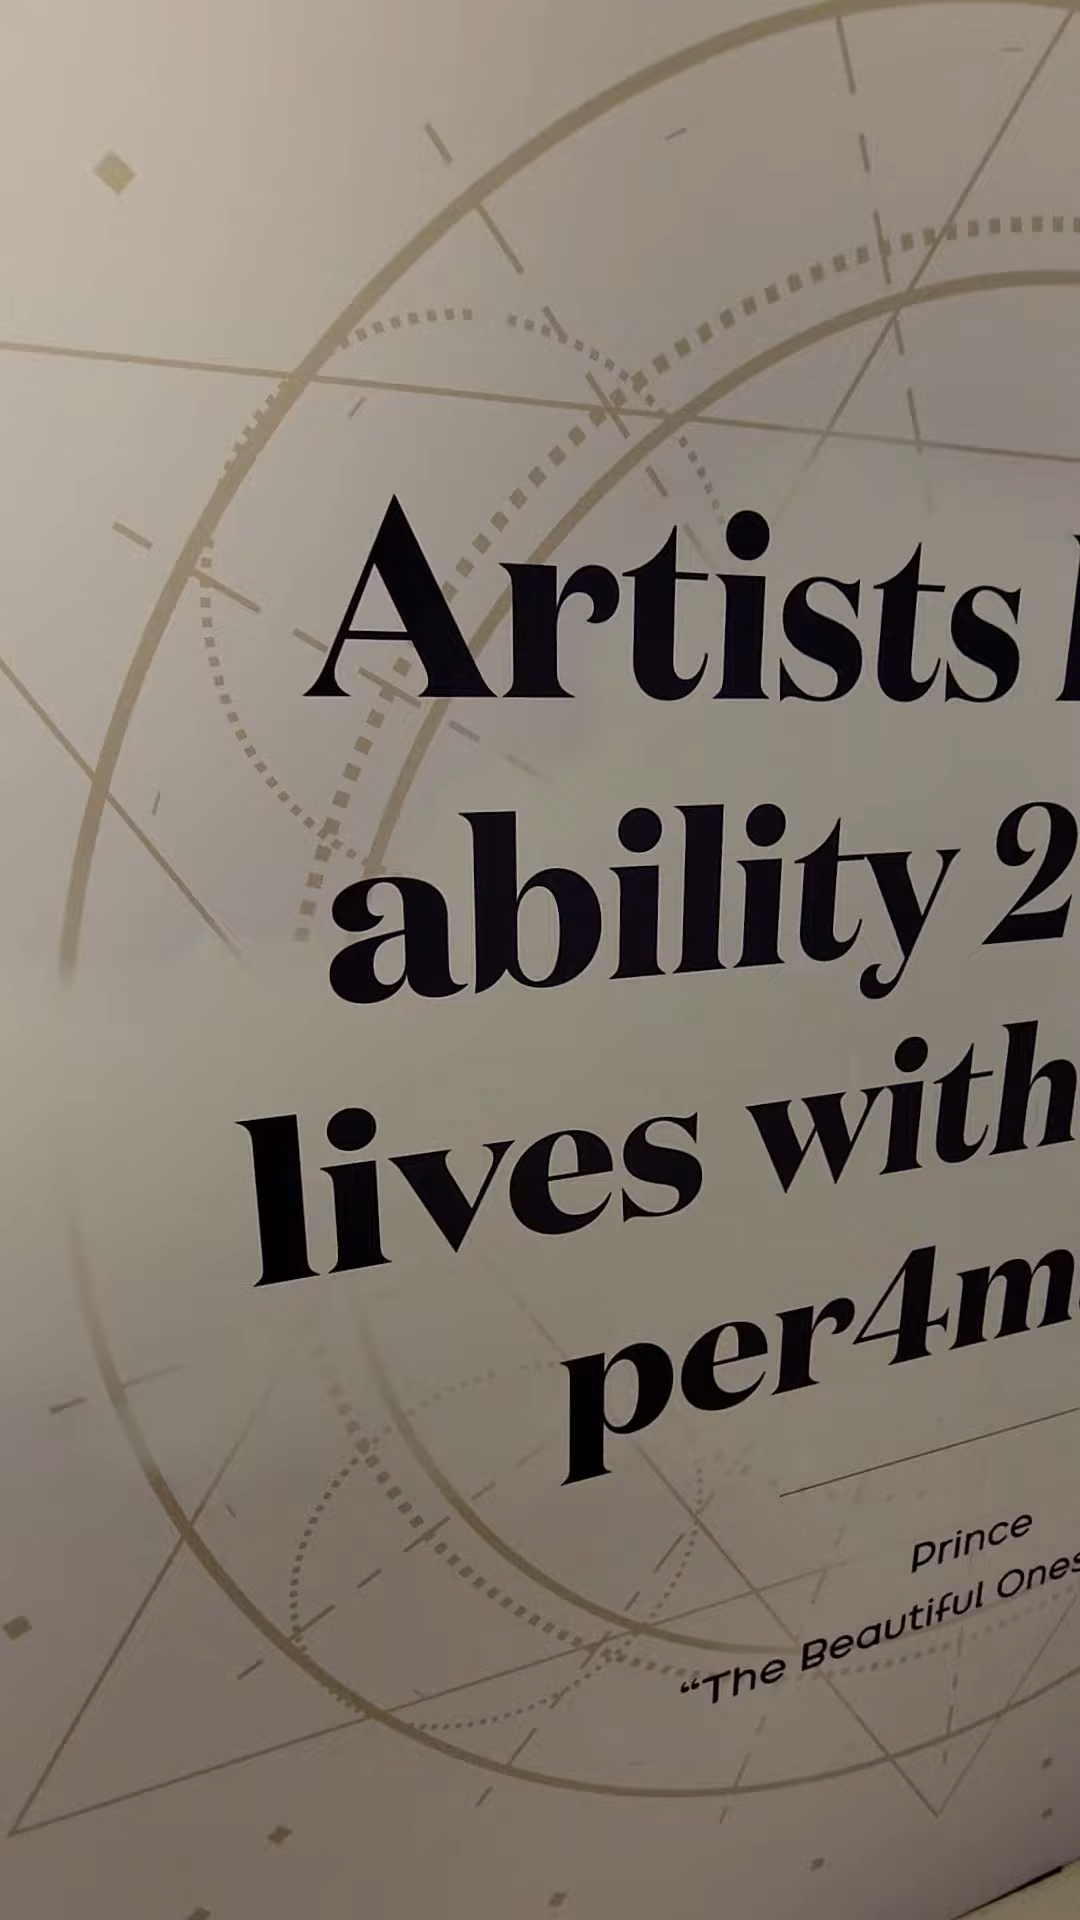 Artists
ability 2
lives with
per4m
Prince
“The Beautiful Ones